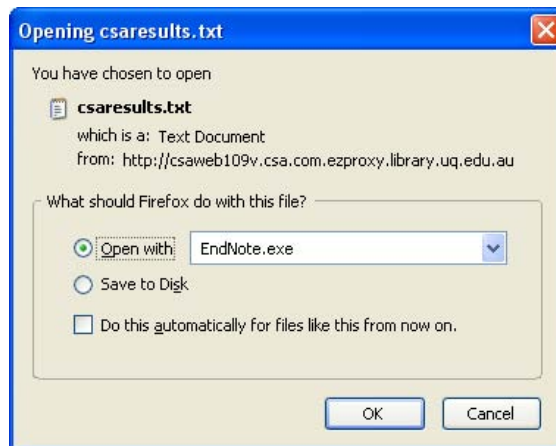 Opening csaresults.txt
You have chosen to open
csaresults.txt
which is a: Text Document
from: http://csaweb109v.csa.com.ezproxy.library.uq.edu.au
What should Firefox do with this file?
Open with EndNote.exe
Save to Disk
Do this automatically for files like this from now on.
OK Cancel